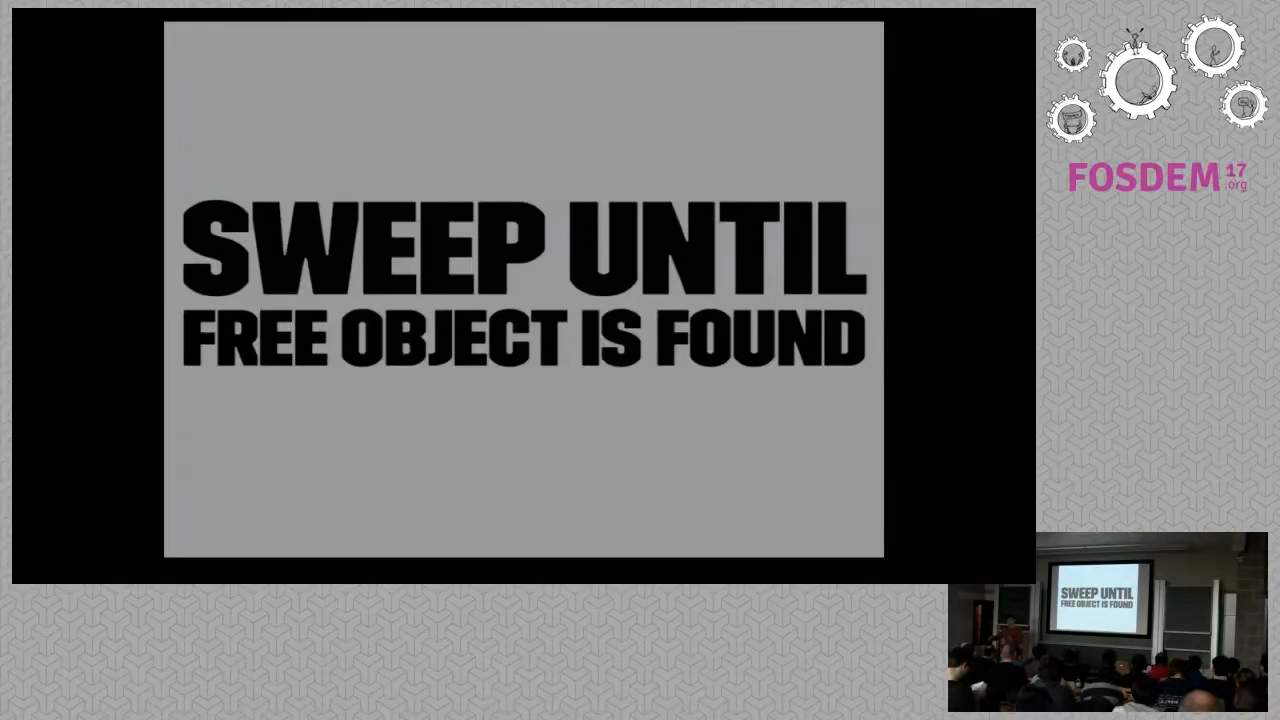 SWEEP UNTIL
FREE OBJECT IS FOUND
FOSDEM 17
.org
SWEEP UNTIL
FREE OBJECT IS FOUND